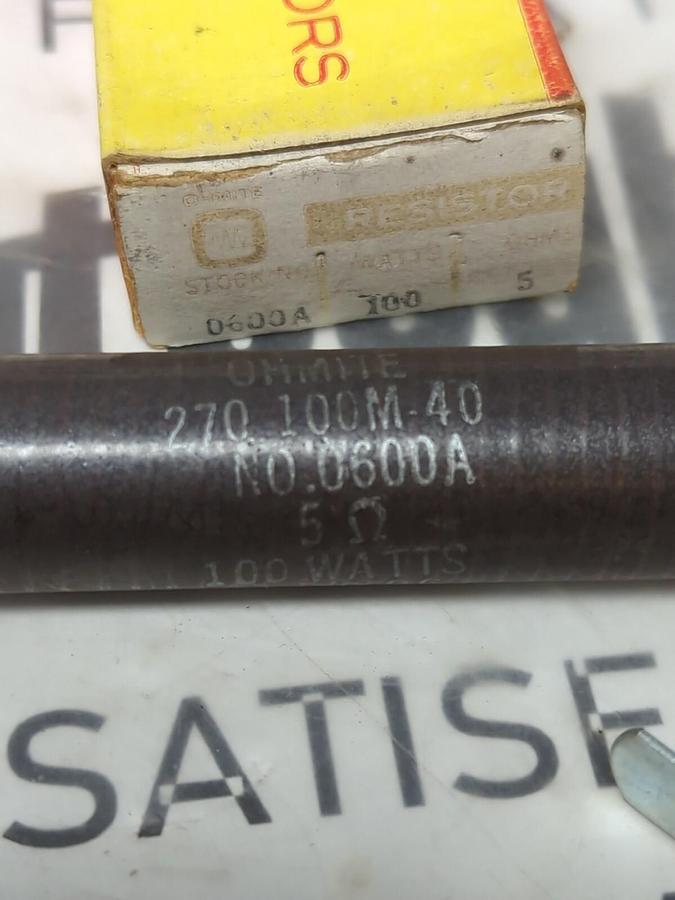 ORS
OHMITE
RESISTOR
STOCK NO. WATTS OHMS
0600A 100 5
OHMITE
270 100M-40
NO.0600A
5 Ω
100 WATTS
SATISF